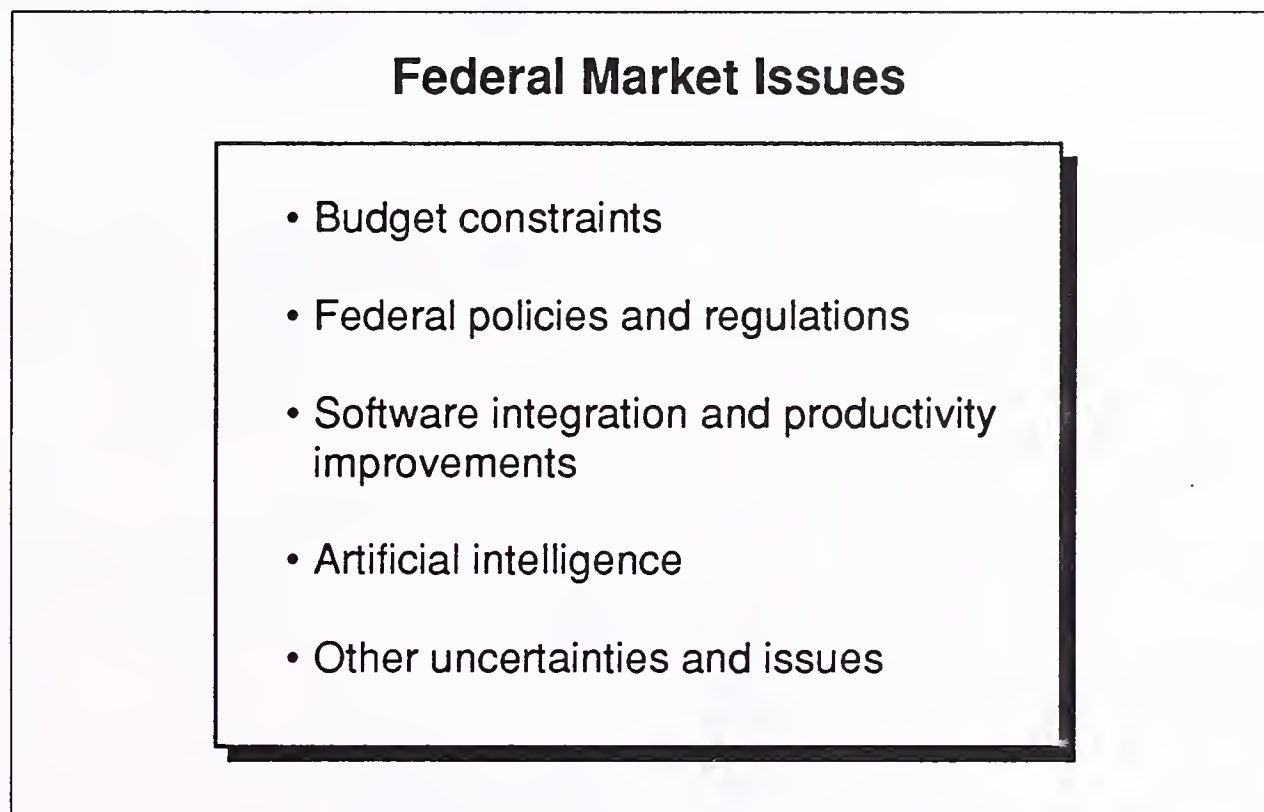 Federal Market Issues
• Budget constraints
• Federal policies and regulations
• Software integration and productivity
improvements
• Artificial intelligence
• Other uncertainties and issues